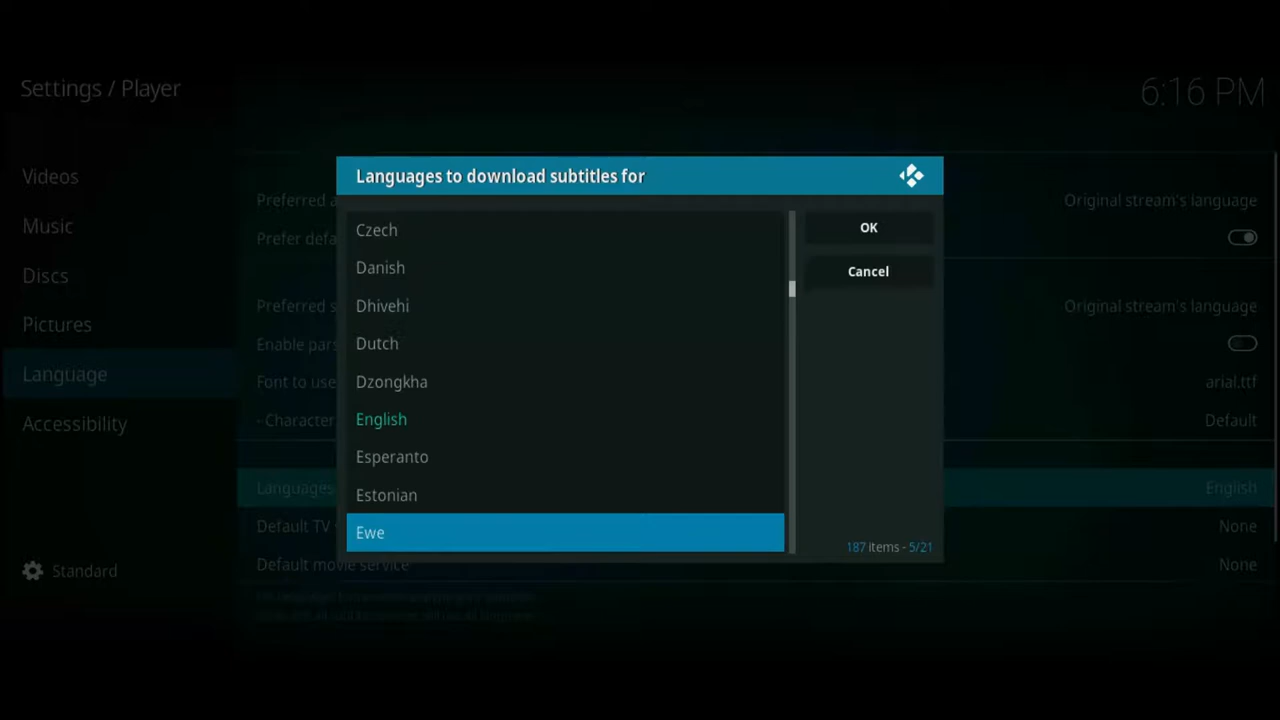 Settings / Player
6:16 PM
Videos
Music
Discs
Pictures
Language
Accessibility
Standard
Preferred
Original stream's language
Prefer
Preferred
Original stream's language
Enable
Font to use
arial.ttf
- Character
Default
Languages
English
Default TV
None
Default movie service
None
Languages to download subtitles for
Czech
Danish
Dhivehi
Dutch
Dzongkha
English
Esperanto
Estonian
Ewe
OK
Cancel
187 items - 5/21